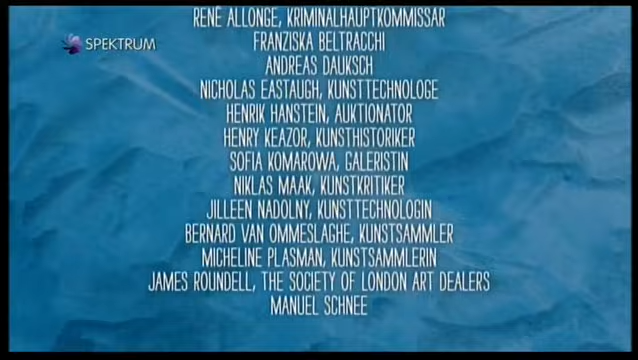 RENÉ ALLONGE, KRIMINALHAUPTKOMMISSAR
SPEKTRUM
FRANZISKA BELTRACCHI
ANDREAS DAUKSCH
NICHOLAS EASTAUGH, KUNSTTECHNOLOGE
HENRIK HANSTEIN, AUKTIONATOR
HENRY KEAZOR, KUNSTHISTORIKER
SOFIA KOMAROWA, GALERISTIN
NIKLAS MAAK, KUNSTKRITIKER
JILLEEN NADOLNY, KUNSTTECHNOLOGIN
BERNARD VAN OMMESLAGHE, KUNSTSAMMLER
MICHELINE PLASMAN, KUNSTSAMMLERIN
JAMES ROUNDELL, THE SOCIETY OF LONDON ART DEALERS
MANUEL SCHNEE